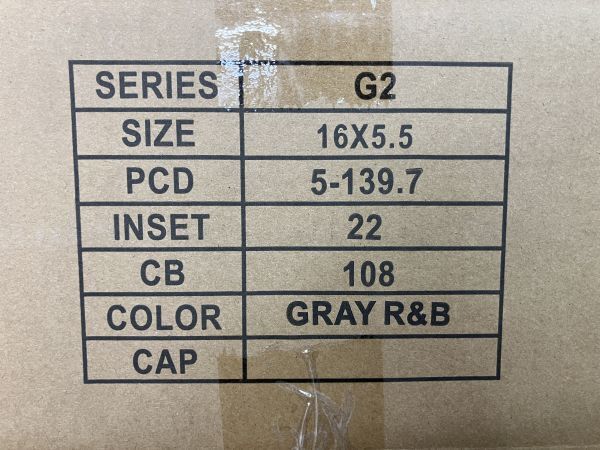 SERIES G2
SIZE 16X5.5
PCD 5-139.7
INSET 22
CB 108
COLOR GRAY R&B
CAP